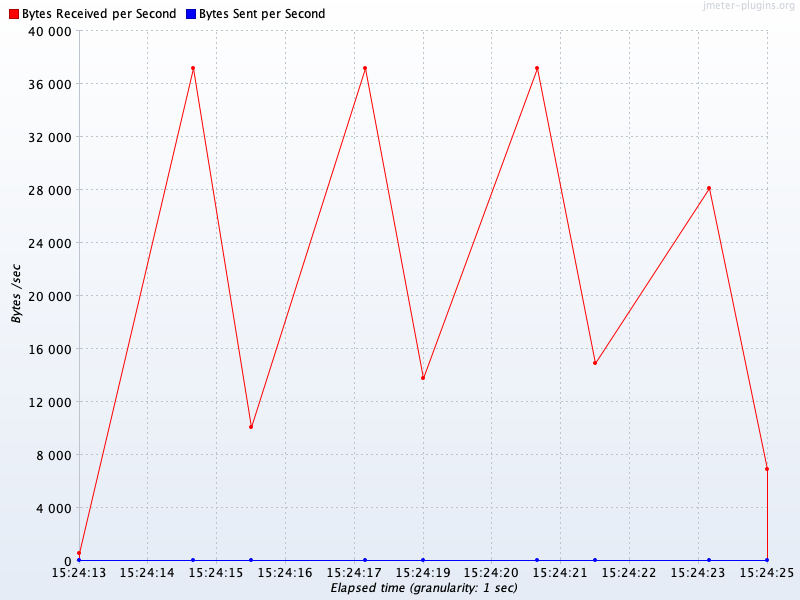 jmeter-plugins.org
Bytes Received per Second Bytes Sent per Second
40 000
36 000
32 000
28 000
24 000
20 000
16 000
12 000
8 000
4 000
0
Bytes /sec
15:24:13 15:24:14 15:24:15 15:24:16 15:24:17 15:24:19 15:24:20 15:24:21 15:24:22 15:24:23 15:24:25
Elapsed time (granularity: 1 sec)